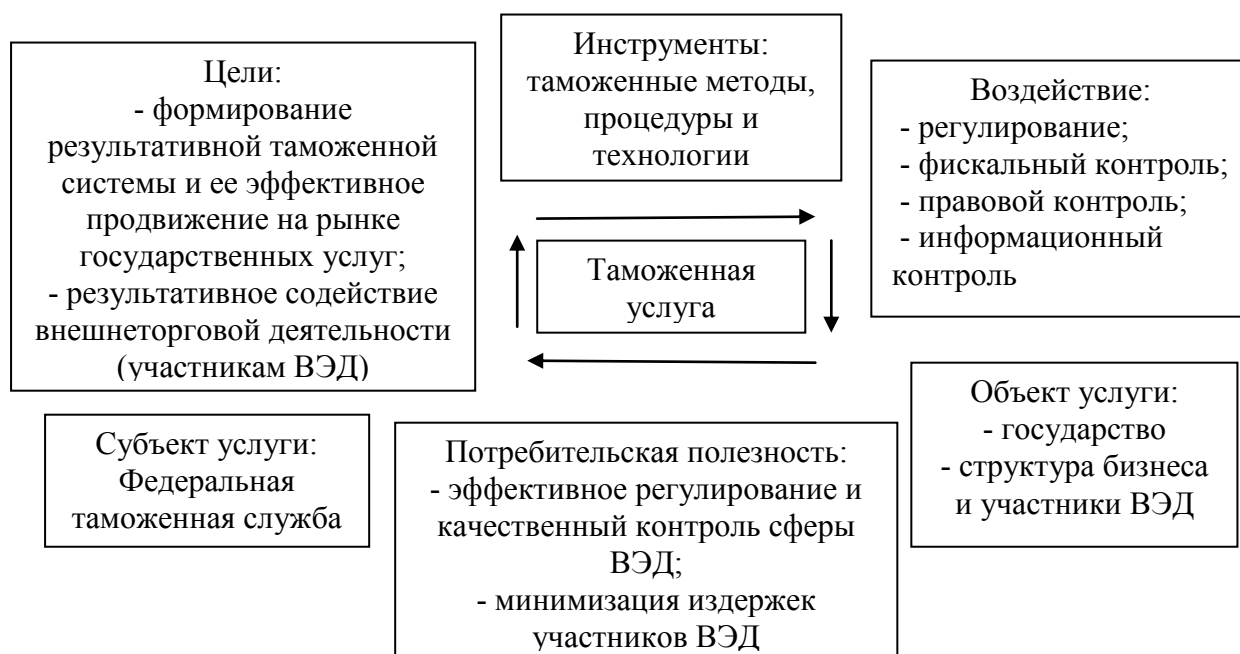 Цели:
- формирование
результативной таможенной
системы и ее эффективное
продвижение на рынке
государственных услуг;
- результативное содействие
внешнеторговой деятельности
(участникам ВЭД)
Инструменты:
таможенные методы,
процедуры и
технологии
Воздействие:
- регулирование;
- фискальный контроль;
- правовой контроль;
- информационный
контроль
Таможенная
услуга
Субъект услуги:
Федеральная
таможенная служба
Потребительская полезность:
- эффективное регулирование и
качественный контроль сферы
ВЭД;
- минимизация издержек
участников ВЭД
Объект услуги:
- государство
- структура бизнеса
и участники ВЭД